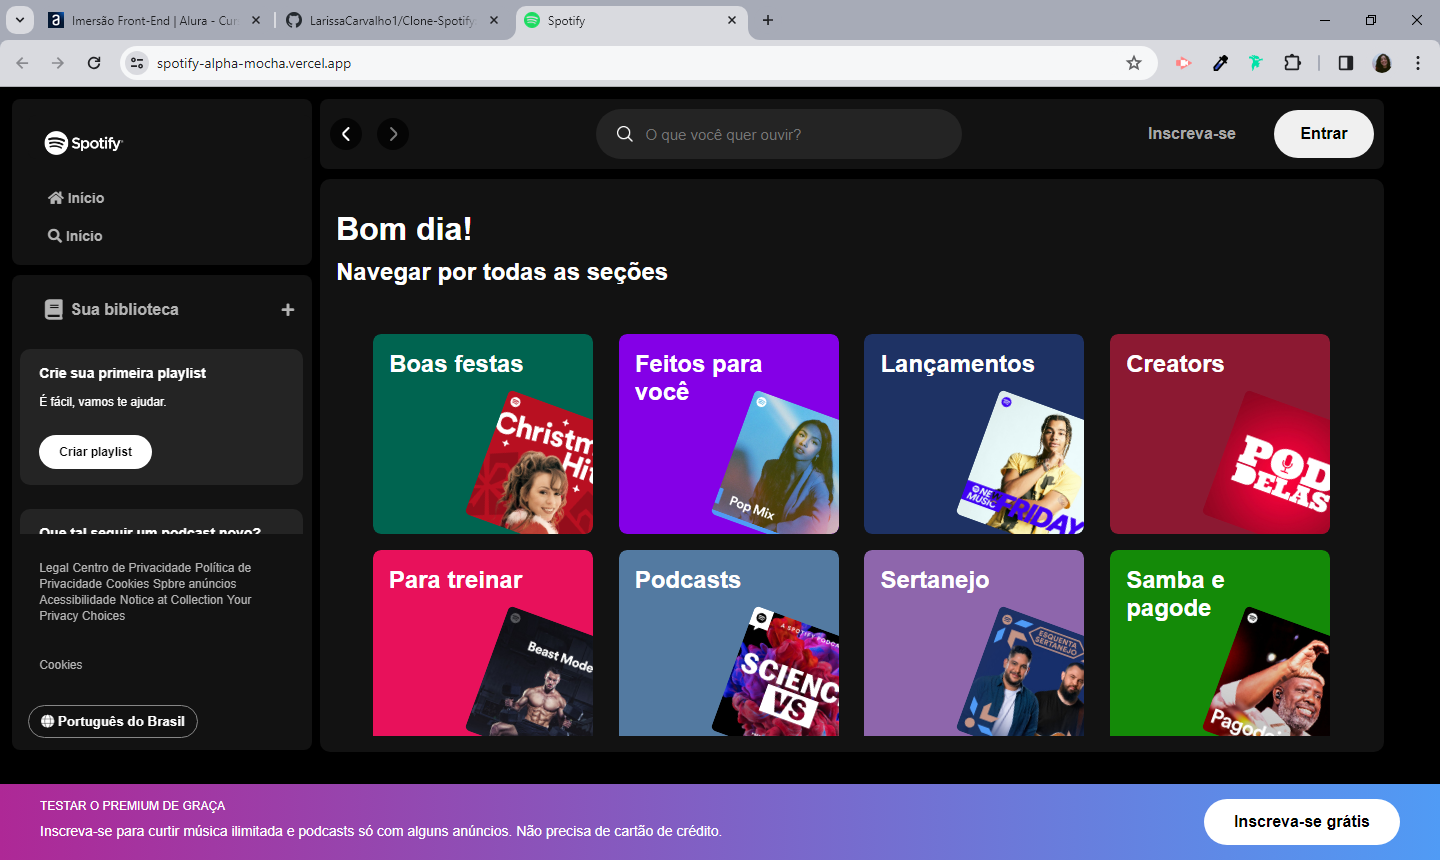 Imersão Front-End | Alura - Cur
LarissaCarvalho1/Clone-Spotify
Spotify
spotify-alpha-mocha.vercel.app
Spotify
Início
Início
Sua biblioteca
Crie sua primeira playlist
É fácil, vamos te ajudar.
Criar playlist
Que tal seguir um podcast novo?
Legal Centro de Privacidade Política de
Privacidade Cookies Spbre anúncios
Acessibilidade Notice at Collection Your
Privacy Choices
Cookies
Português do Brasil
O que você quer ouvir?
Inscreva-se
Entrar
Bom dia!
Navegar por todas as seções
Boas festas
Christm
Hit
Feitos para
você
Pop Mix
Lançamentos
NE
MUSIC
FRIDAY
Creators
POD
DELAS
Para treinar
Beast Mode
Podcasts
A SPOTIFY PODCA
SCIENC
VS
Sertanejo
ESQUENTA
SERTANEJO
Samba e
pagode
Pagode
TESTAR O PREMIUM DE GRAÇA
Inscreva-se para curtir música ilimitada e podcasts só com alguns anúncios. Não precisa de cartão de crédito.
Inscreva-se grátis